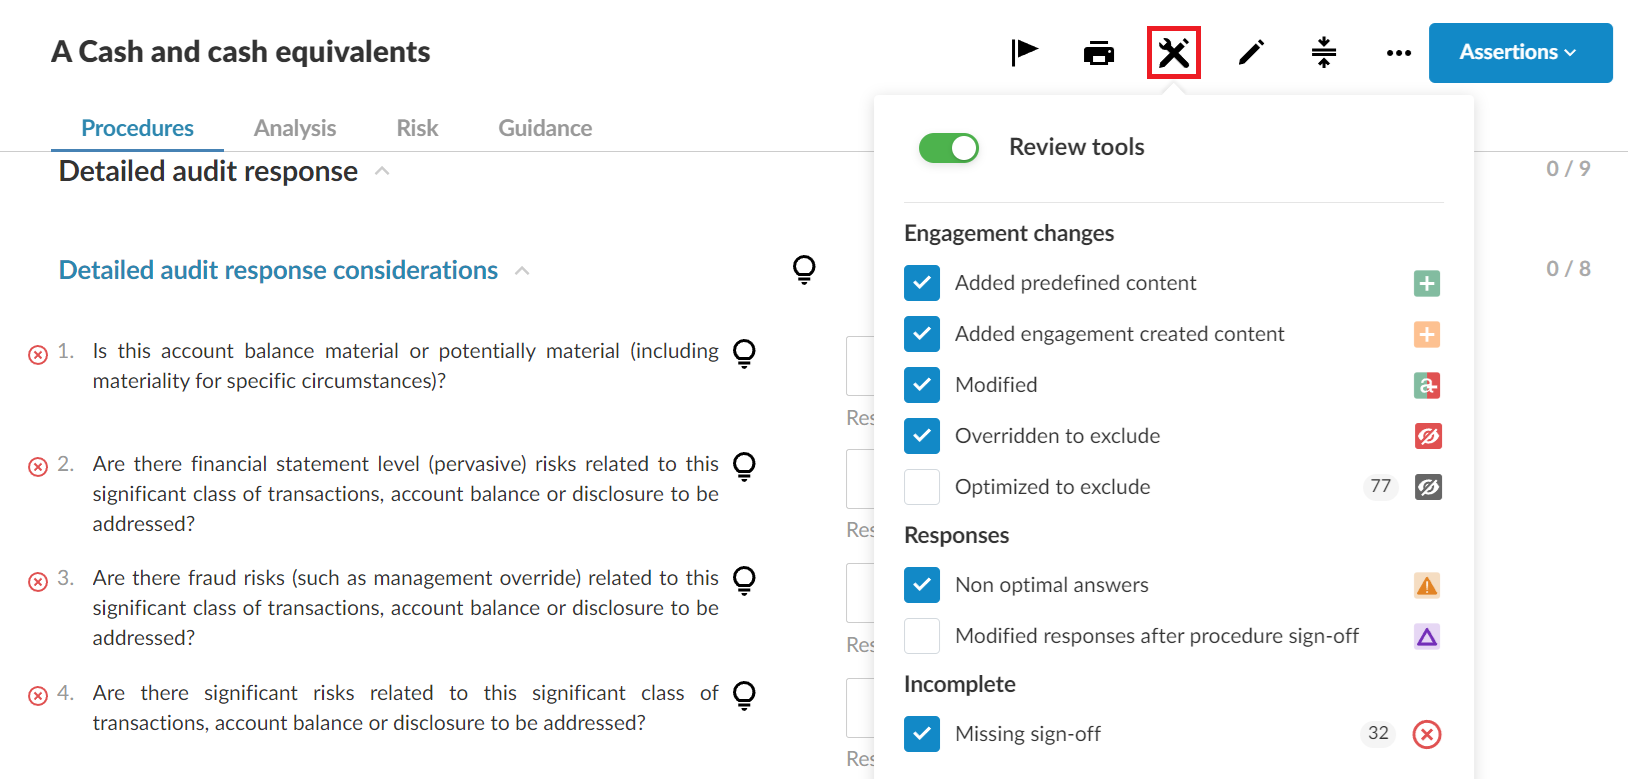 A Cash and cash equivalents
Assertions
Procedures
Analysis
Risk
Guidance
Detailed audit response
0 / 9
Detailed audit response considerations
0 / 8
1. Is this account balance material or potentially material (including
materiality for specific circumstances)?
2. Are there financial statement level (pervasive) risks related to this
significant class of transactions, account balance or disclosure to be
addressed?
3. Are there fraud risks (such as management override) related to this
significant class of transactions, account balance or disclosure to be
addressed?
4. Are there significant risks related to this significant class of
transactions, account balance or disclosure to be addressed?
Res
Res
Res
Res
Review tools
Engagement changes
Added predefined content
Added engagement created content
Modified
a
Overridden to exclude
Optimized to exclude
77
Responses
Non optimal answers
Modified responses after procedure sign-off
Incomplete
Missing sign-off
32